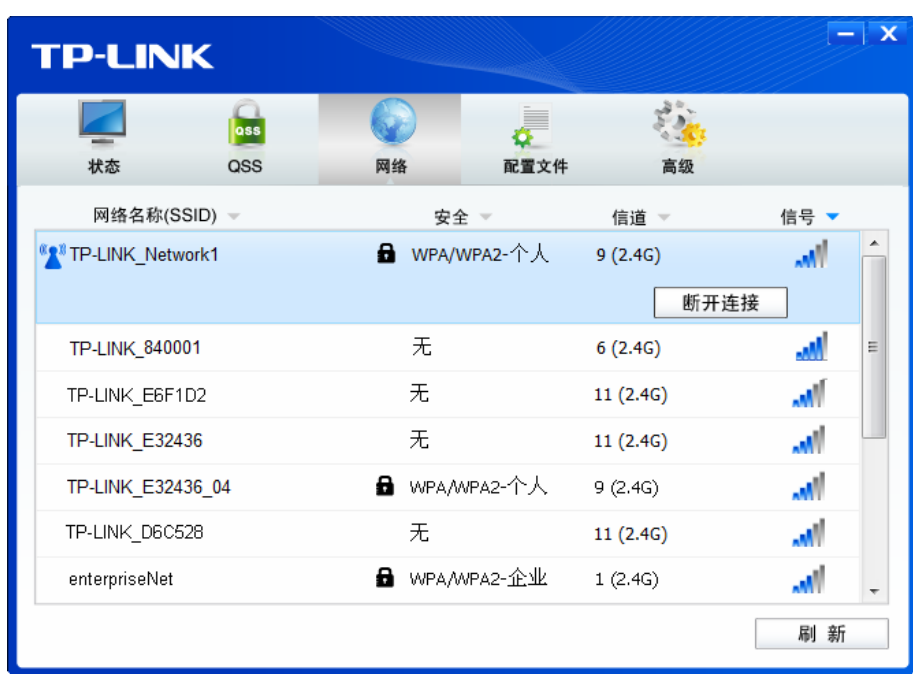 TP-LINK
QSS
状态 QSS 网络 配置文件 高级
网络名称(SSID) 安全 信道 信号
TP-LINK_Network1 WPA/WPA2-个人 9 (2.4G)
断开连接
TP-LINK_840001 无 6 (2.4G)
TP-LINK_E6F1D2 无 11 (2.4G)
TP-LINK_E32436 无 11 (2.4G)
TP-LINK_E32436_04 WPA/WPA2-个人 9 (2.4G)
TP-LINK_D6C528 无 11 (2.4G)
enterpriseNet WPA/WPA2-企业 1 (2.4G)
刷 新